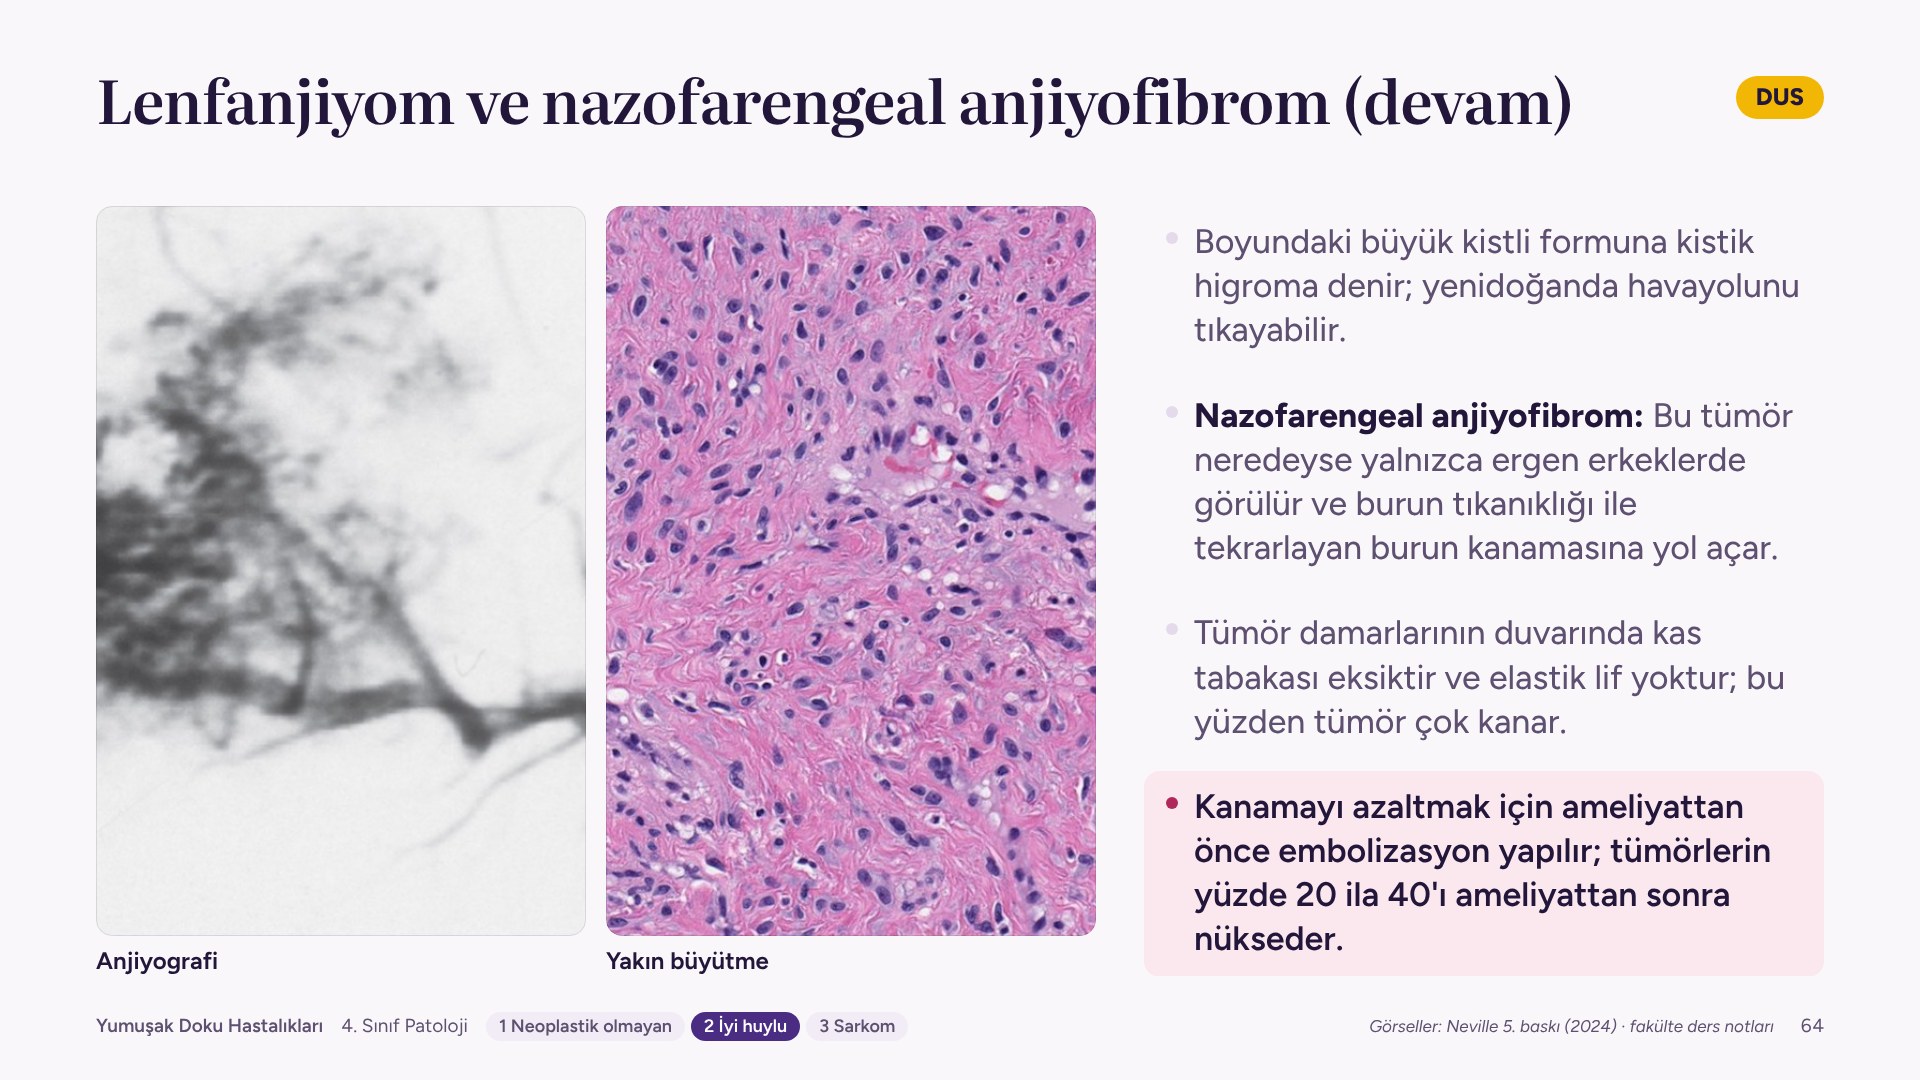 Lenfanjiyom ve nazofarengeal anjiyofibrom (devam)
DUS
Anjiyografi
Yakın büyütme
Boyundaki büyük kistli formuna kistik
higroma denir; yenidoğanda havayolunu
tıkayabilir.
Nazofarengeal anjiyofibrom: Bu tümör
neredeyse yalnızca ergen erkeklerde
görülür ve burun tıkanıklığı ile
tekrarlayan burun kanamasına yol açar.
Tümör damarlarının duvarında kas
tabakası eksiktir ve elastik lif yoktur; bu
yüzden tümör çok kanar.
Kanamayı azaltmak için ameliyattan
önce embolizasyon yapılır; tümörlerin
yüzde 20 ila 40'ı ameliyattan sonra
nükseder.
Yumuşak Doku Hastalıkları 4. Sınıf Patoloji 1 Neoplastik olmayan 2 İyi huylu 3 Sarkom
Görseller: Neville 5. baskı (2024) · fakülte ders notları 64